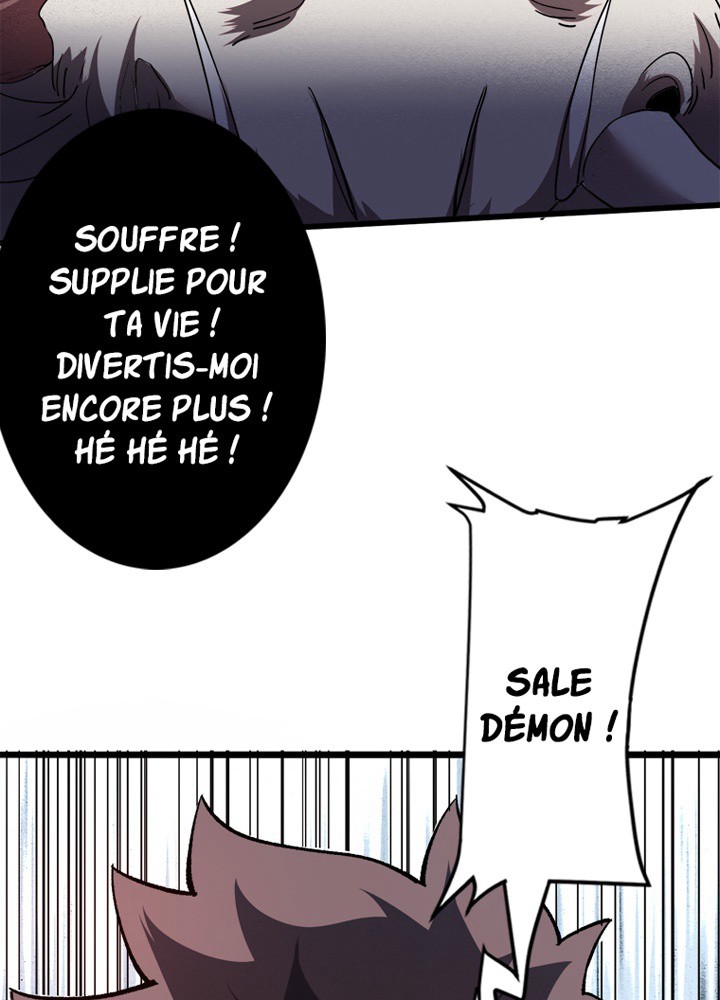 SOUFFRE !
SUPPLIE POUR
TA VIE !
DIVERTIS-MOI
ENCORE PLUS !
HÉ HÉ HÉ !
SALE
DÉMON !